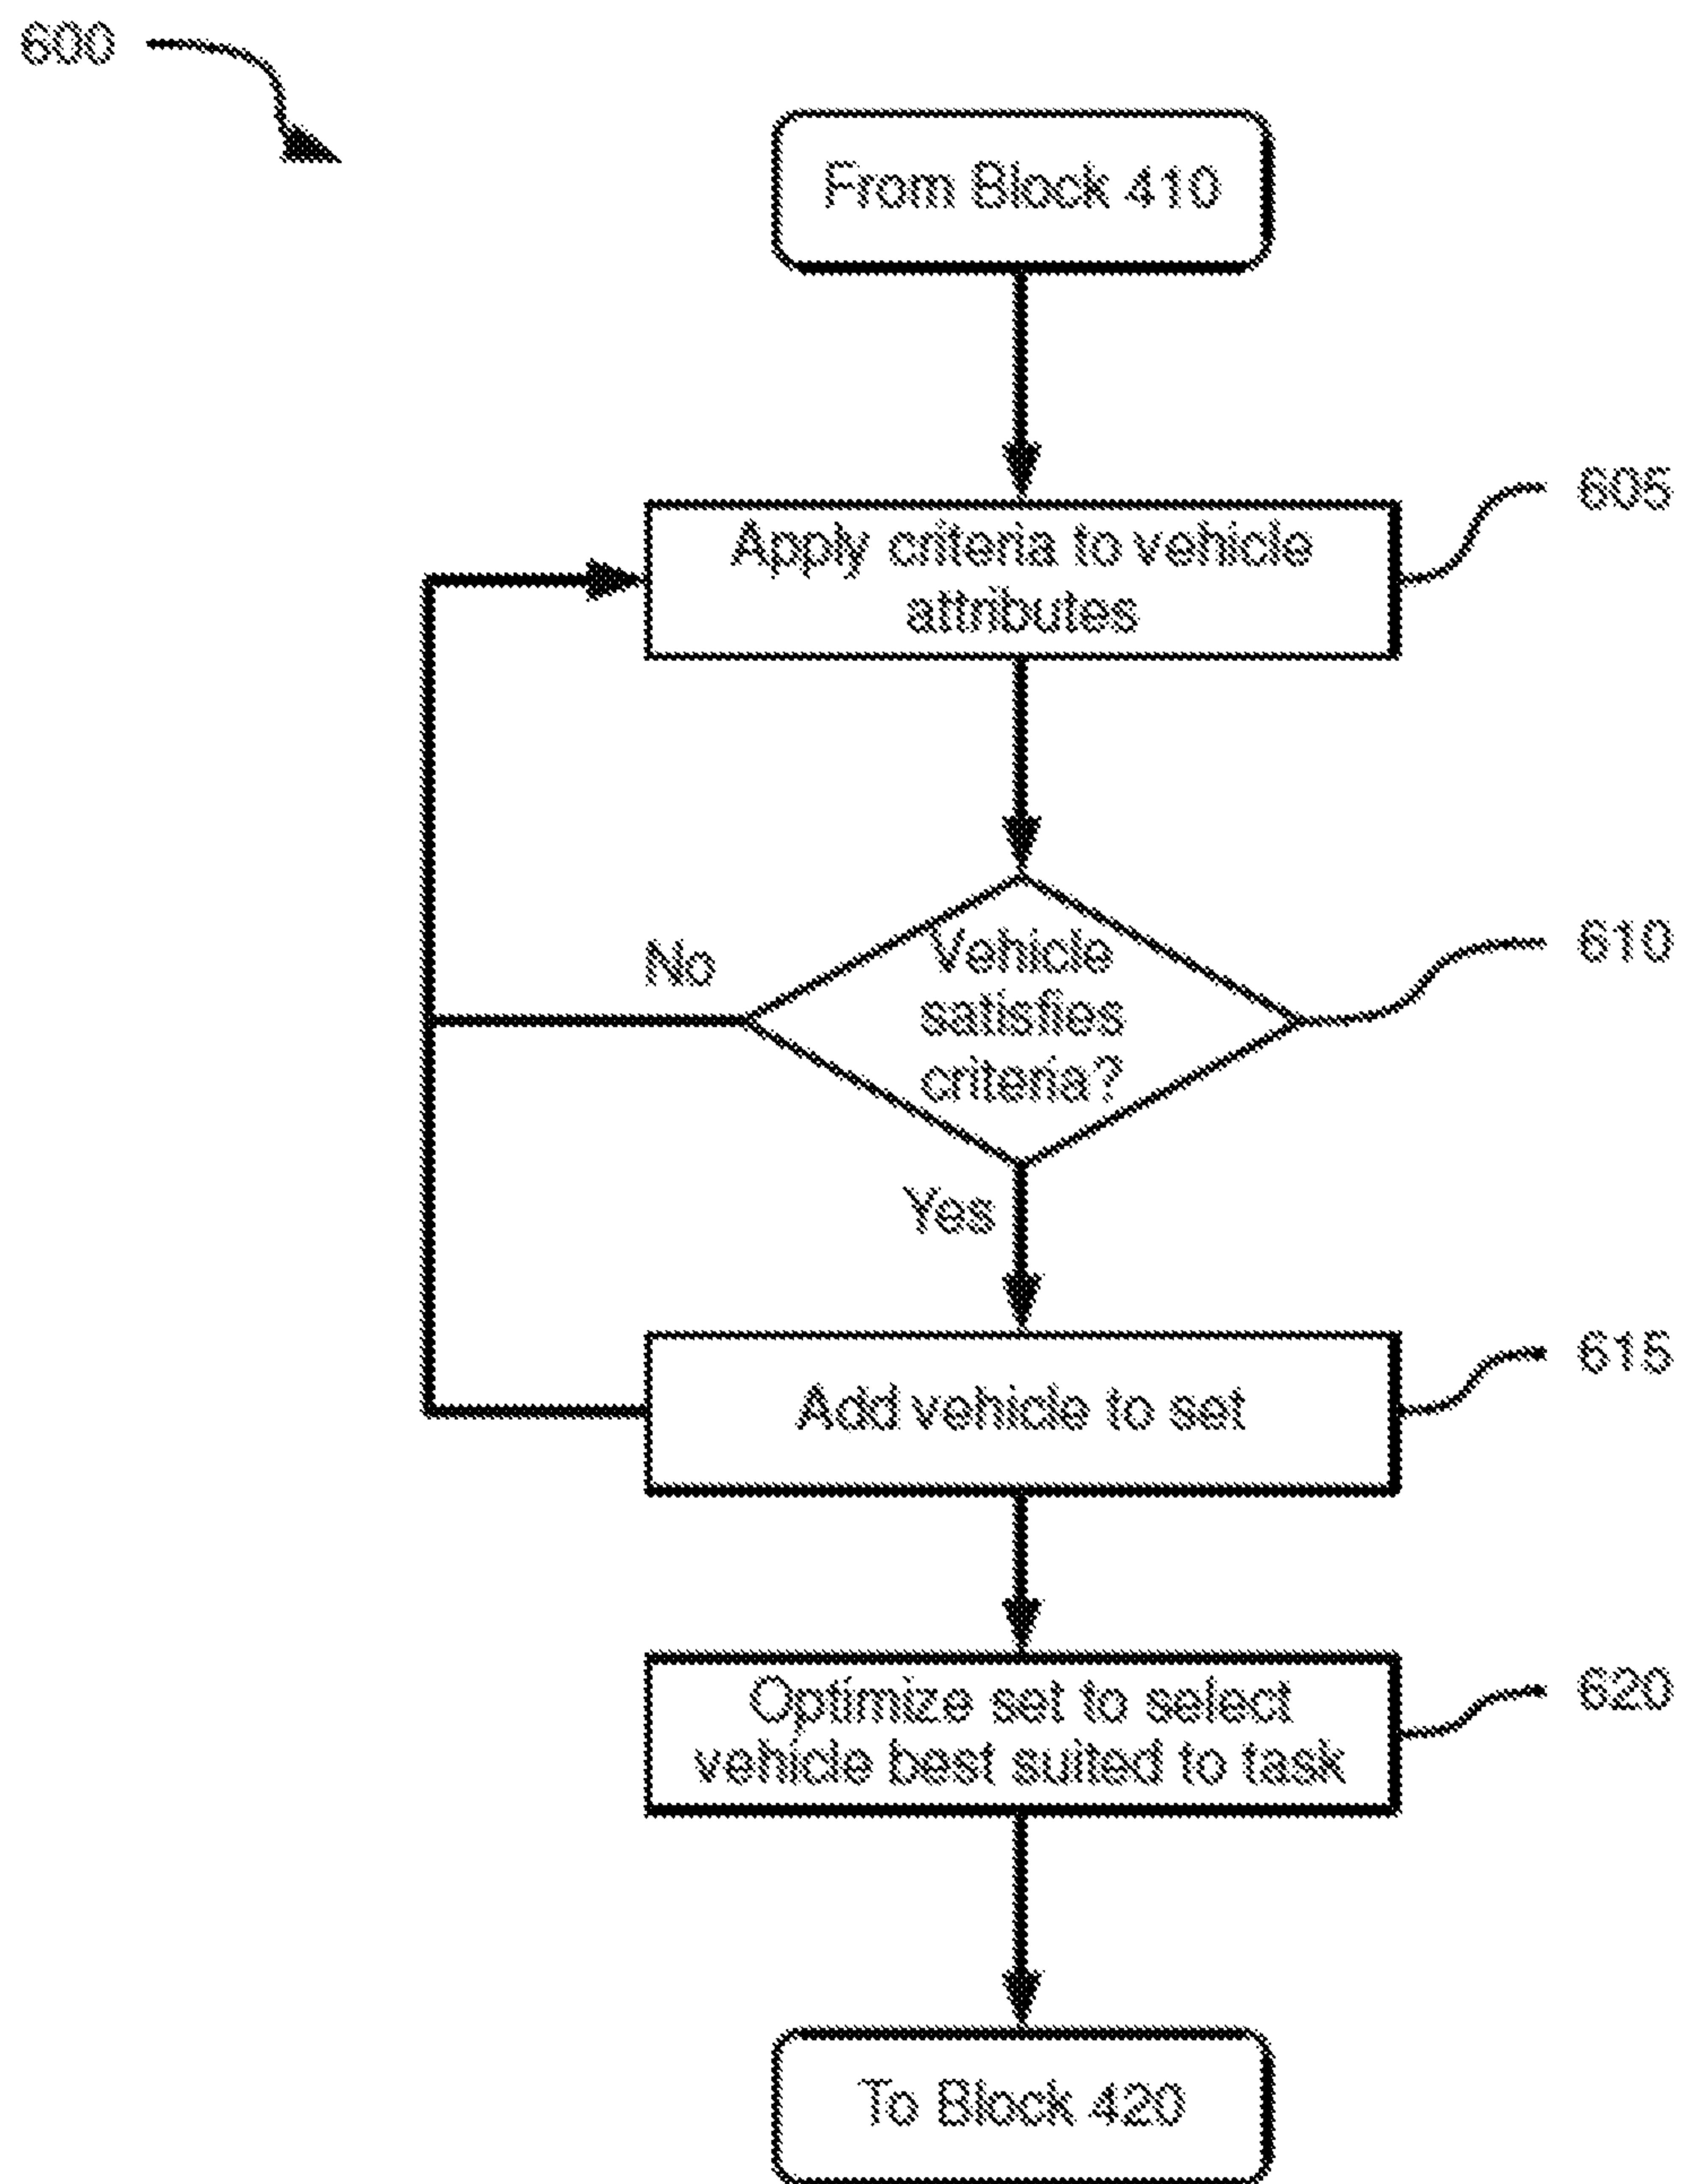 600
From Block 410
605
Apply criteria to vehicle
attributes
610
No
Vehicle
satisfies
criteria?
Yes
615
Add vehicle to set
620
Optimize set to select
vehicle best suited to task
To Block 420